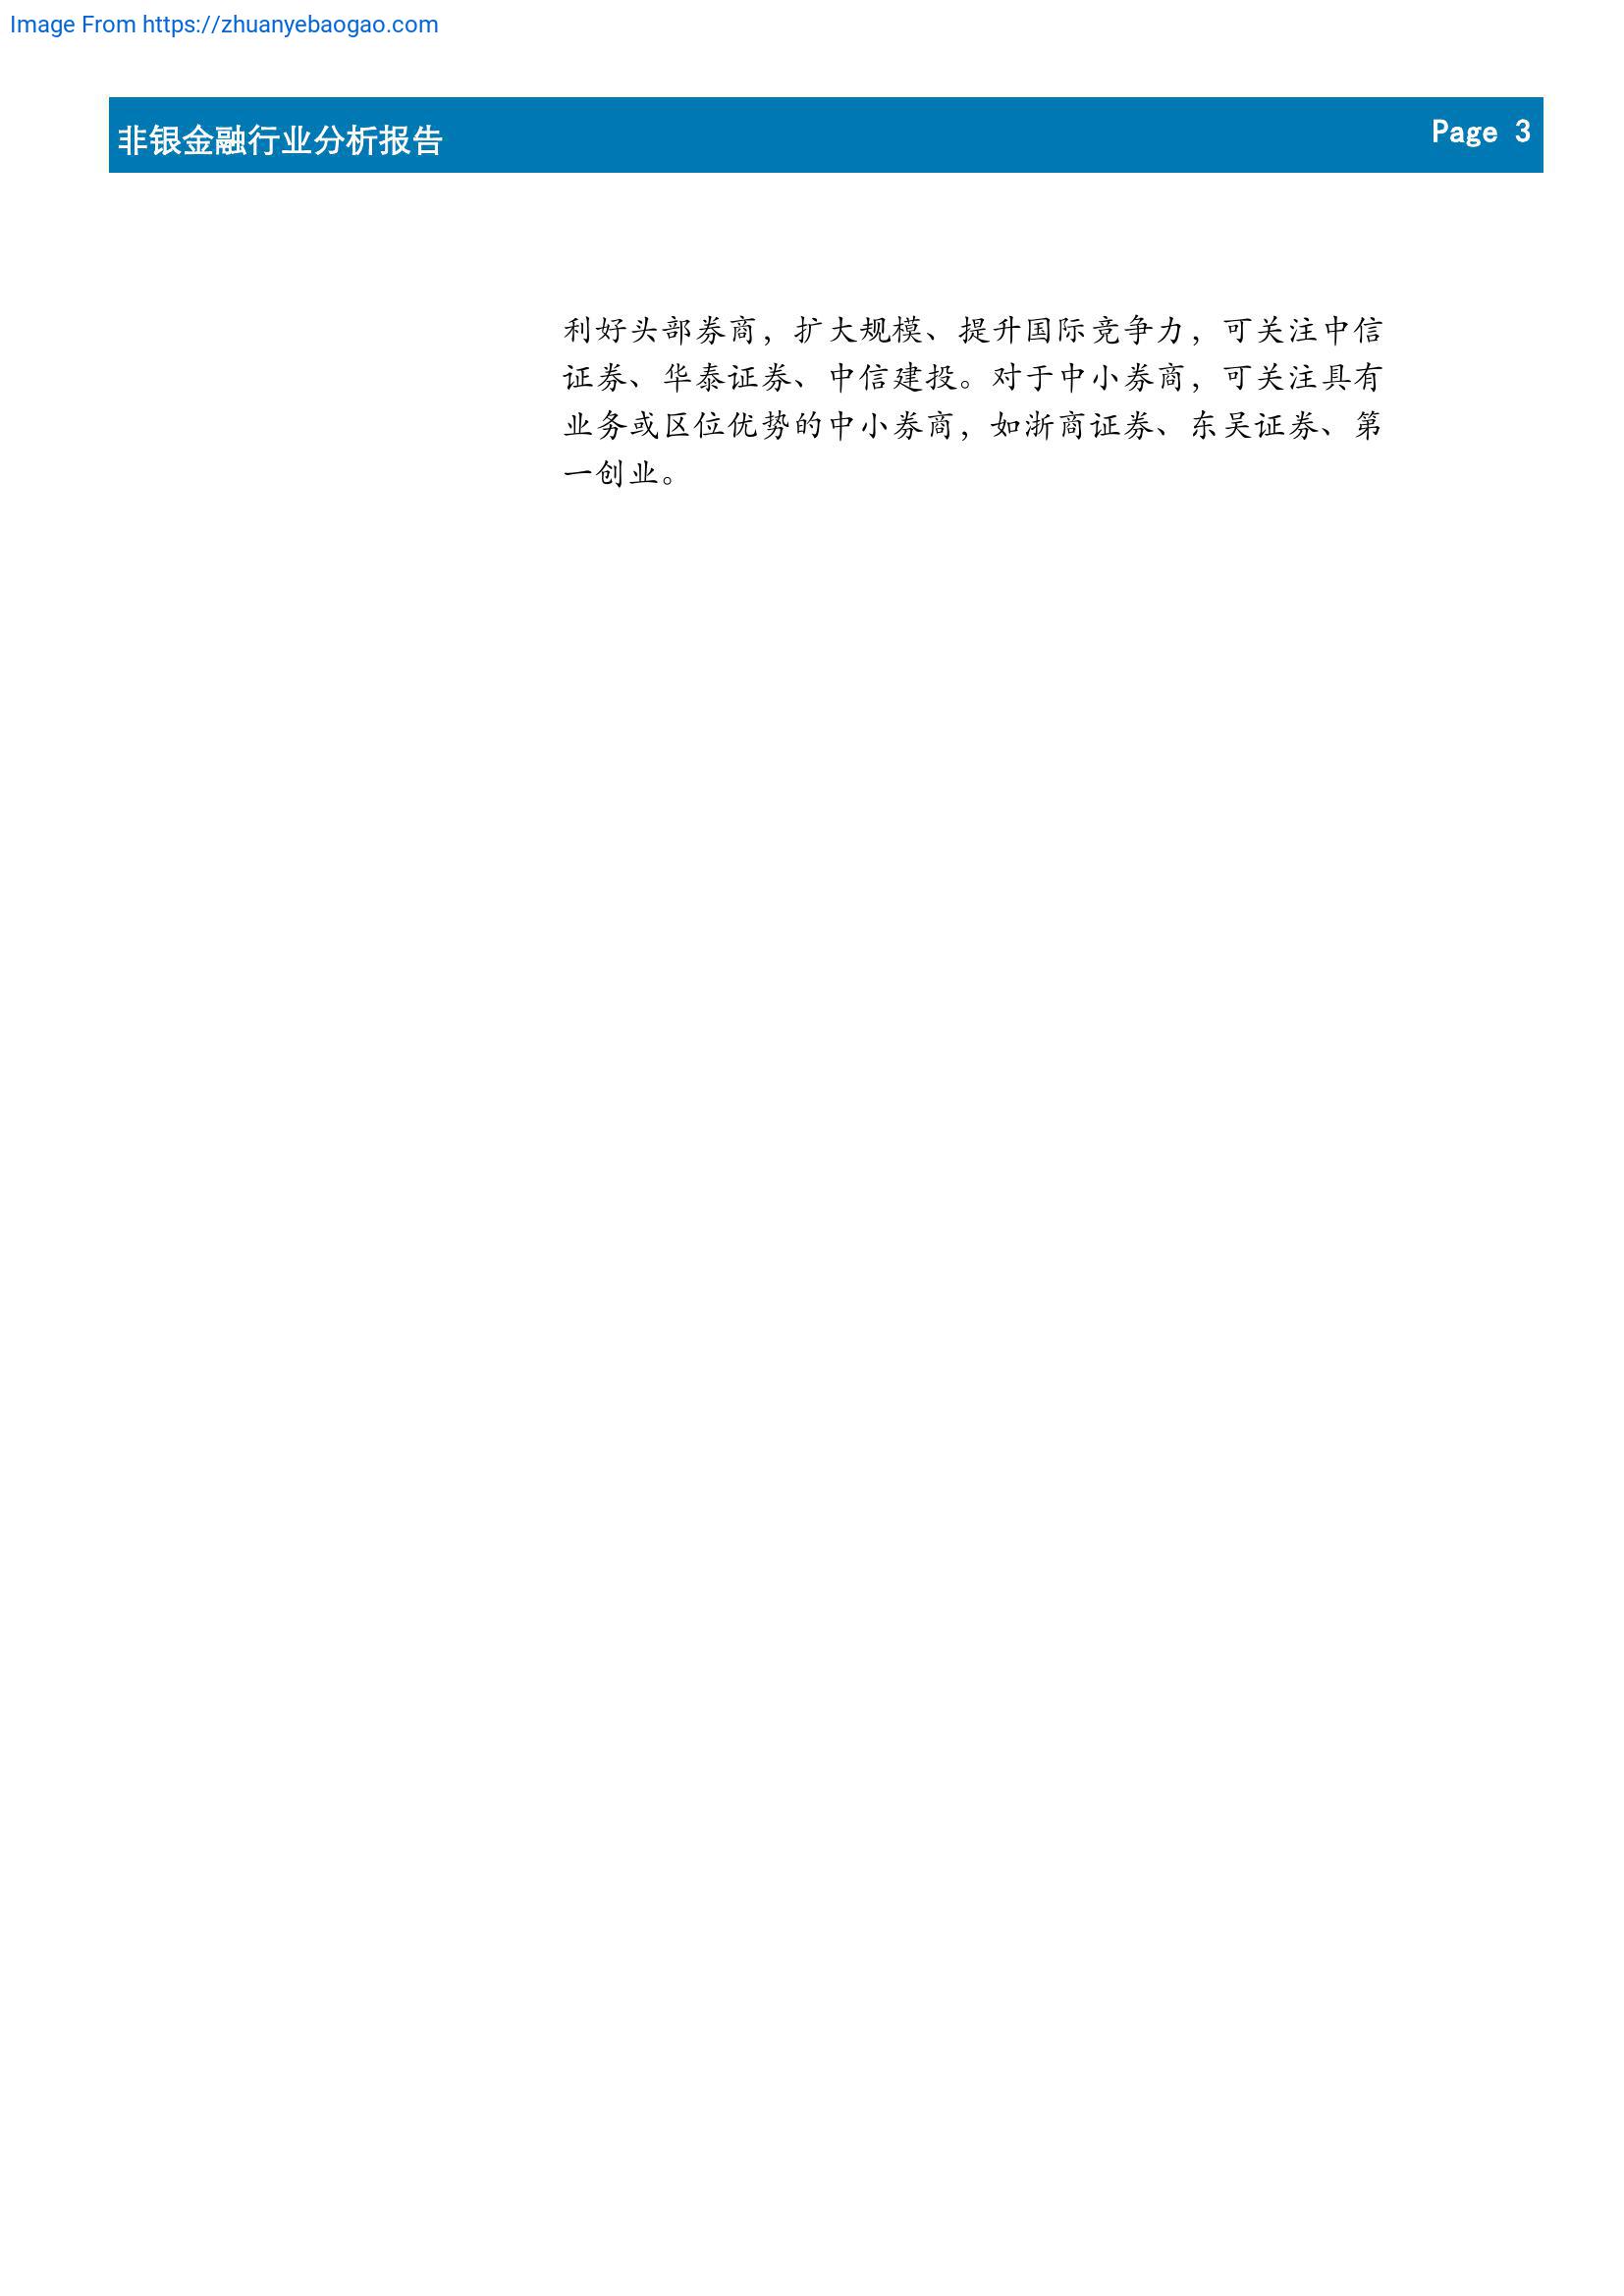 Image From https://zhuanyebaogao.com
非银金融行业分析报告
Page 3
利好头部券商，扩大规模、提升国际竞争力，可关注中信
证券、华泰证券、中信建投。对于中小券商，可关注具有
业务或区位优势的中小券商，如浙商证券、东吴证券、第
一创业。